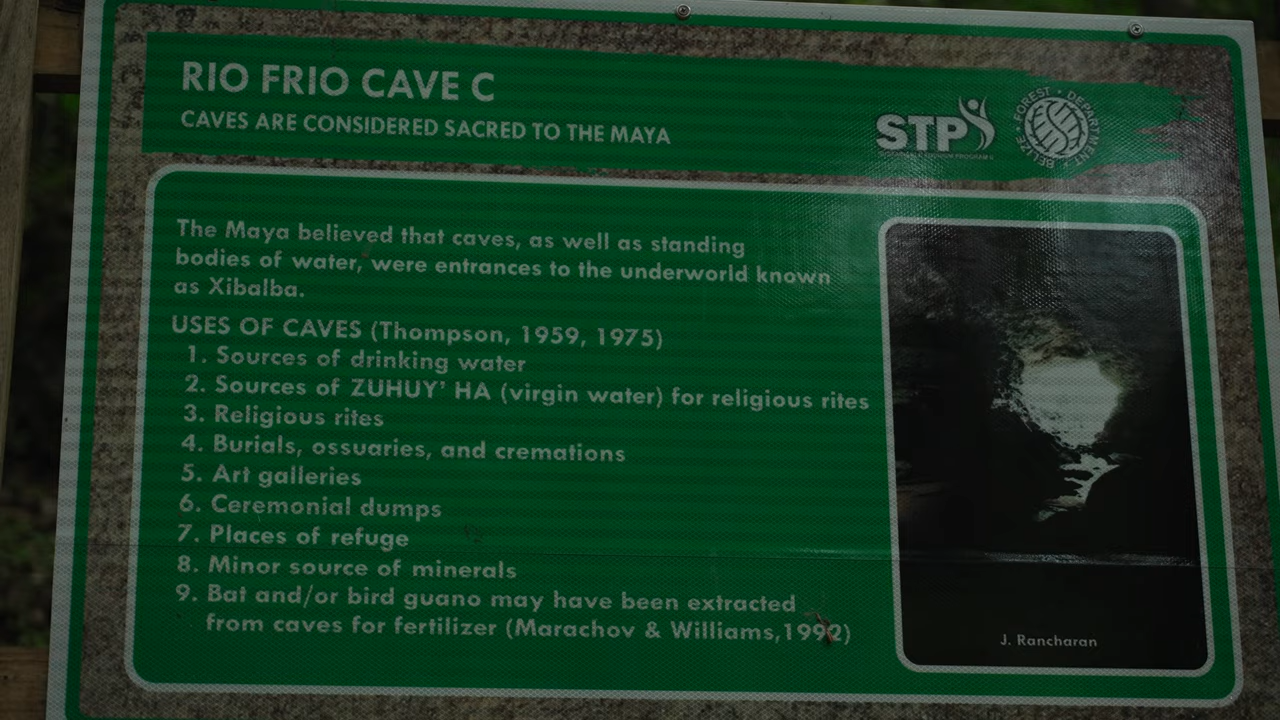 RIO FRIO CAVE C
CAVES ARE CONSIDERED SACRED TO THE MAYA
STP
BELIZE • FOREST • DEPARTMENT •
The Maya believed that caves, as well as standing
bodies of water, were entrances to the underworld known
as Xibalba.
USES OF CAVES (Thompson, 1959, 1975)
1. Sources of drinking water
2. Sources of ZUHUY' HA (virgin water) for religious rites
3. Religious rites
4. Burials, ossuaries, and cremations
5. Art galleries
6. Ceremonial dumps
7. Places of refuge
8. Minor source of minerals
9. Bat and/or bird guano may have been extracted
from caves for fertilizer (Marachov & Williams,1992)
J. Rancharan